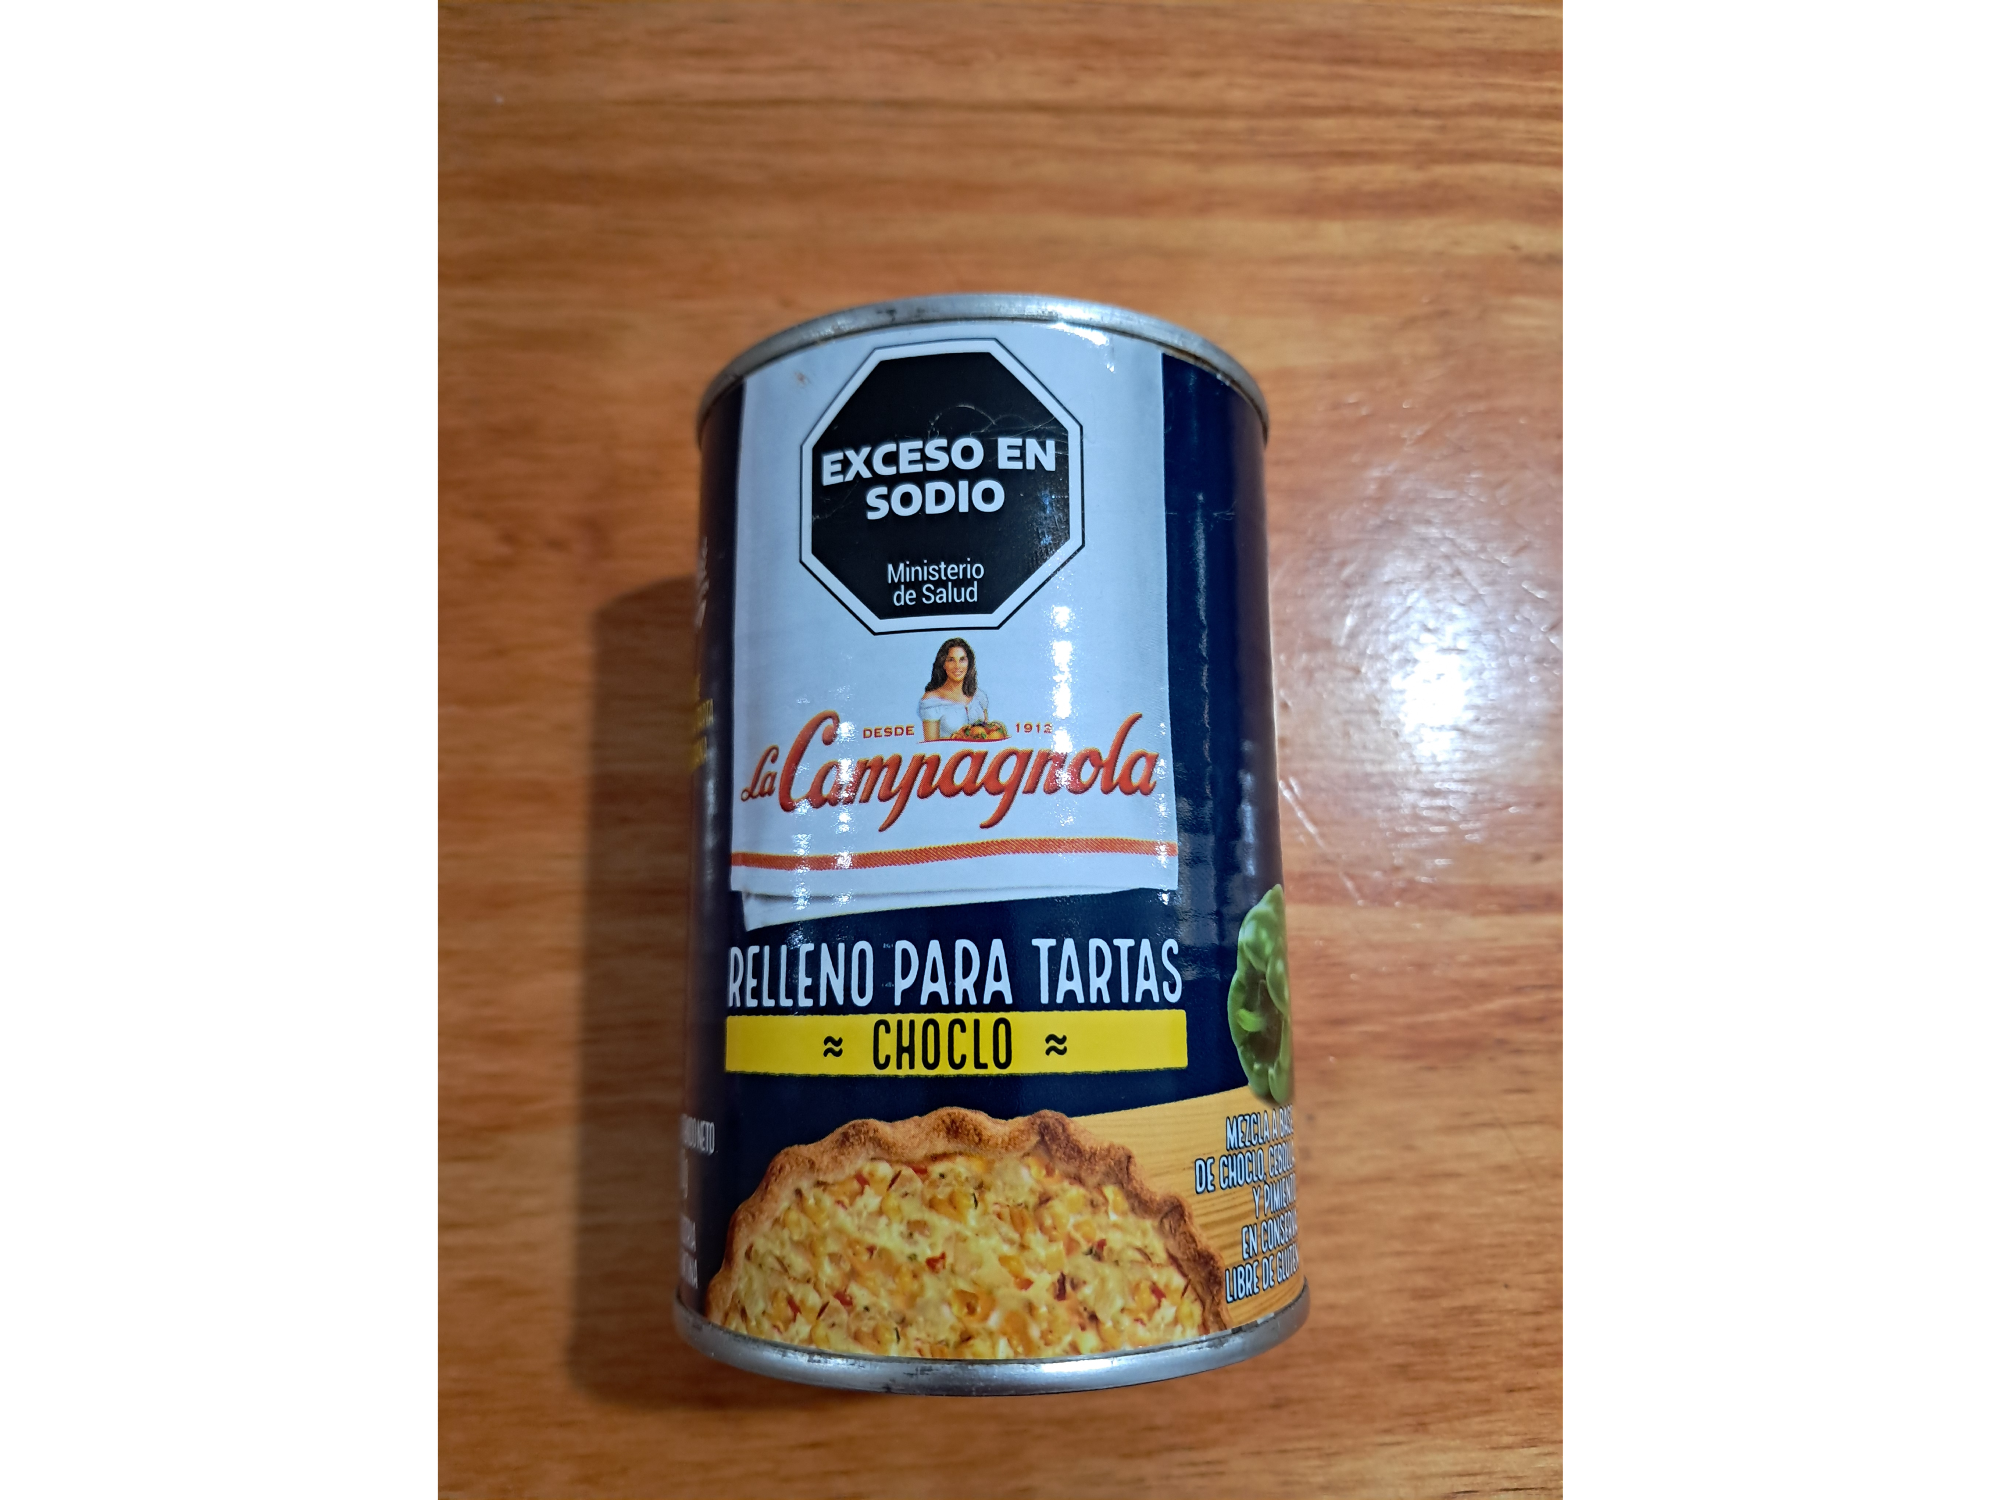 EXCESO EN
SODIO
Ministerio
de Salud
DESDE 1912
La Campagnola
RELLENO PARA TARTAS
≈ CHOCLO ≈
MEZCLA A
DE CHOCLO,
Y
EN
LIBRE DE
NETO